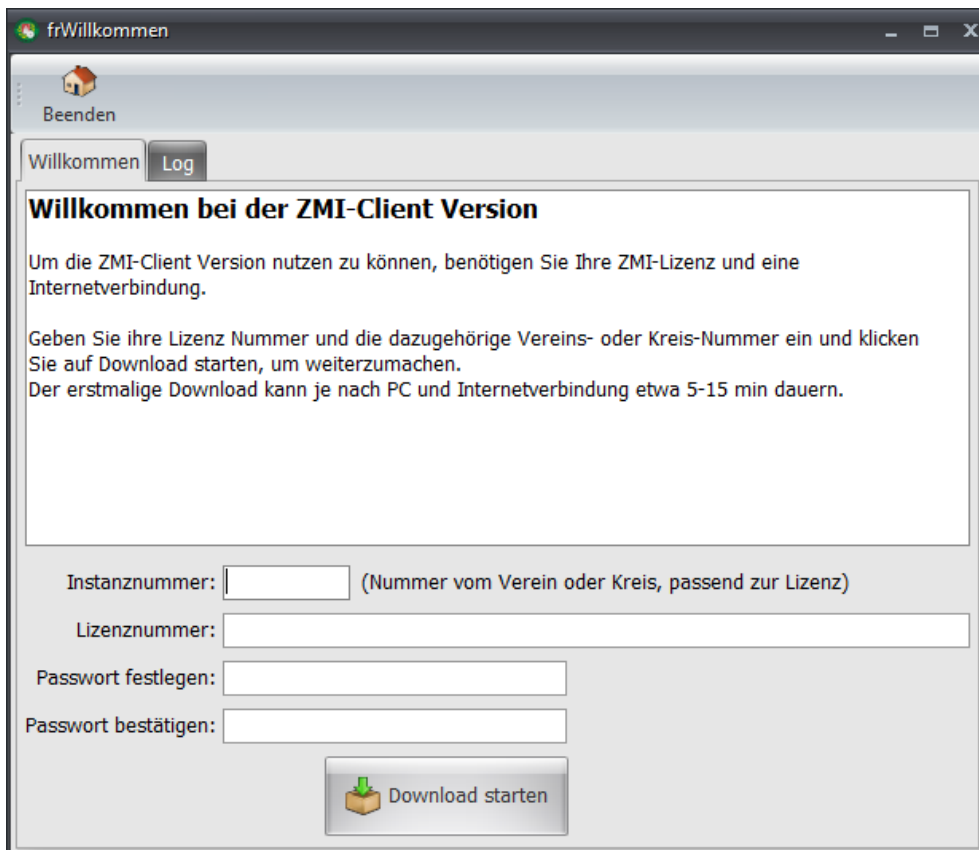 frWillkommen
Beenden
Willkommen Log
Willkommen bei der ZMI-Client Version
Um die ZMI-Client Version nutzen zu können, benötigen Sie Ihre ZMI-Lizenz und eine
Internetverbindung.
Geben Sie ihre Lizenz Nummer und die dazugehörige Vereins- oder Kreis-Nummer ein und klicken
Sie auf Download starten, um weiterzumachen.
Der erstmalige Download kann je nach PC und Internetverbindung etwa 5-15 min dauern.
Instanznummer: (Nummer vom Verein oder Kreis, passend zur Lizenz)
Lizenznummer:
Passwort festlegen:
Passwort bestätigen:
Download starten